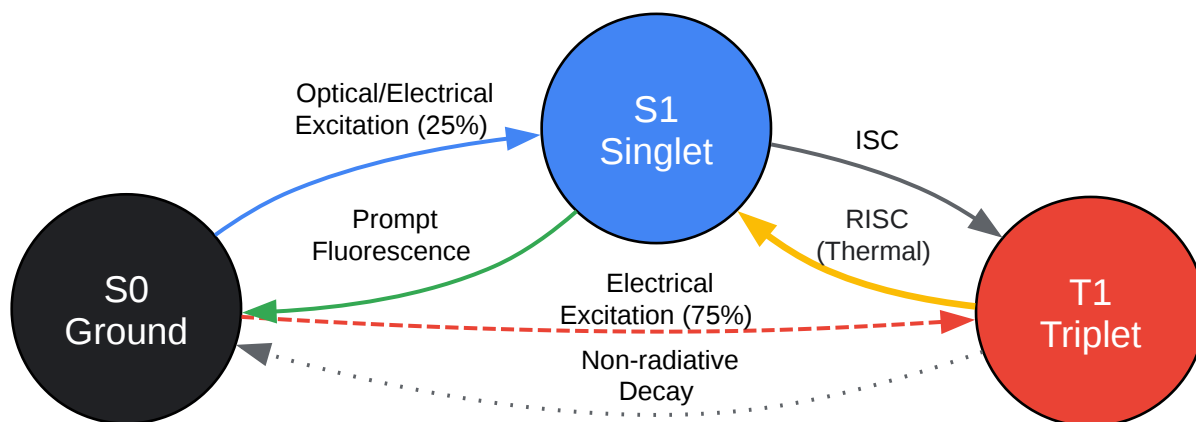 Optical/Electrical
Excitation (25%)
S1
Singlet
ISC
Prompt
Fluorescence
RISC
(Thermal)
S0
Ground
Electrical
Excitation (75%)
T1
Triplet
Non-radiative
Decay